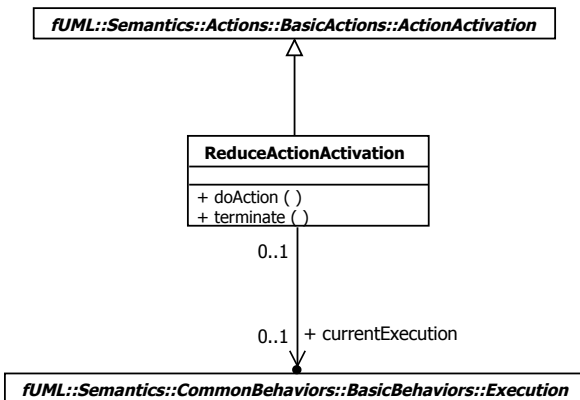 fUML::Semantics::Actions::BasicActions::ActionActivation
ReduceActionActivation
+ doAction ( )
+ terminate ( )
0..1
0..1
+ currentExecution
fUML::Semantics::CommonBehaviors::BasicBehaviors::Execution